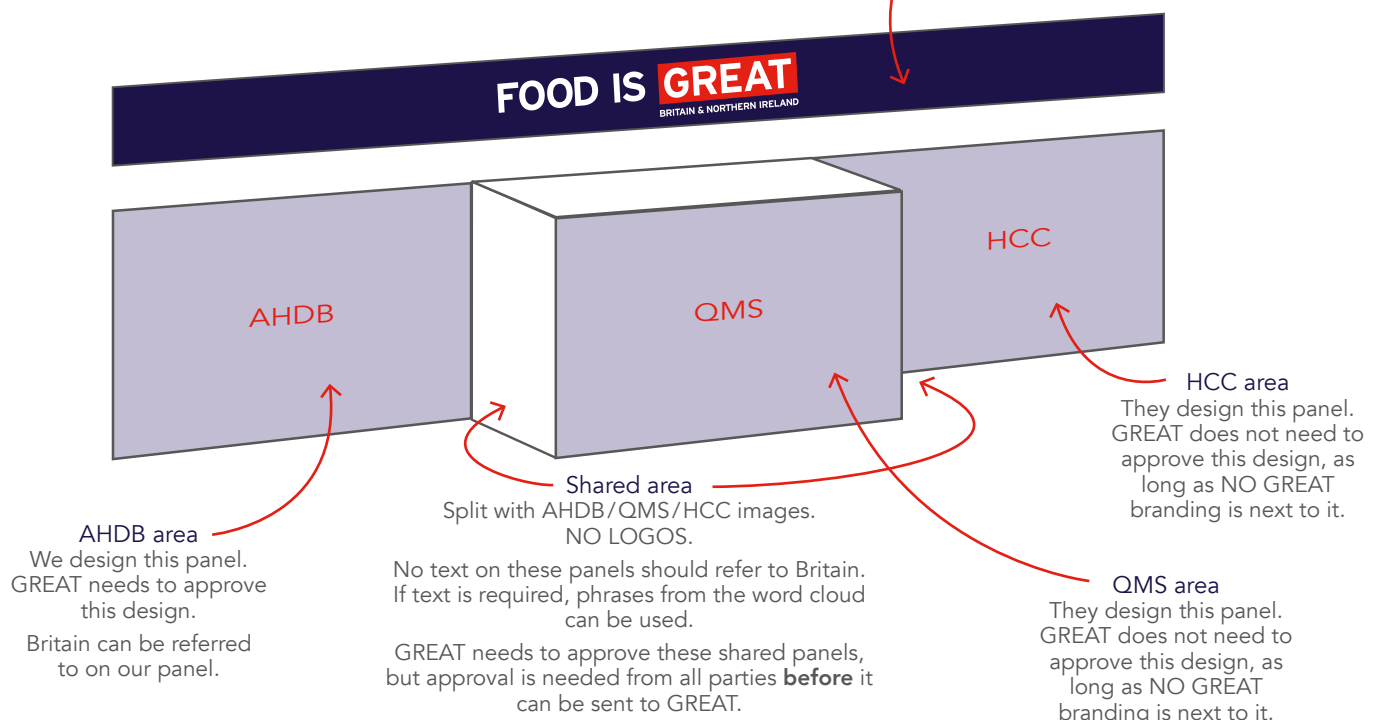 FOOD IS GREAT
BRITAIN & NORTHERN IRELAND
AHDB
QMS
HCC
AHDB area
We design this panel.
GREAT needs to approve
this design.
Britain can be referred
to on our panel.
Shared area
Split with AHDB/QMS/HCC images.
NO LOGOS.
No text on these panels should refer to Britain.
If text is required, phrases from the word cloud
can be used.
GREAT needs to approve these shared panels,
but approval is needed from all parties before it
can be sent to GREAT.
HCC area
They design this panel.
GREAT does not need to
approve this design, as
long as NO GREAT
branding is next to it.
QMS area
They design this panel.
GREAT does not need to
approve this design, as
long as NO GREAT
branding is next to it.